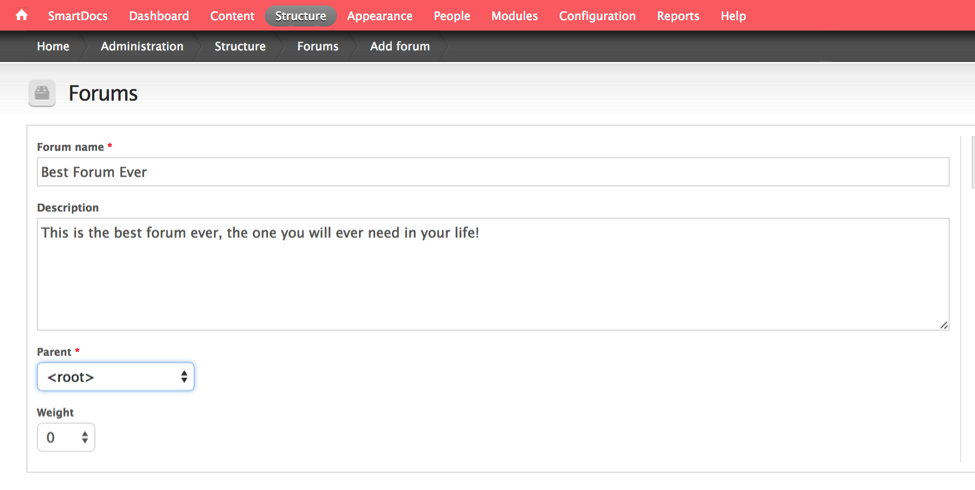 SmartDocs Dashboard Content Structure Appearance People Modules Configuration Reports Help
Home Administration Structure Forums Add forum
Forums
Forum name *
Best Forum Ever
Description
This is the best forum ever, the one you will ever need in your life!
Parent *
<root>
Weight
0